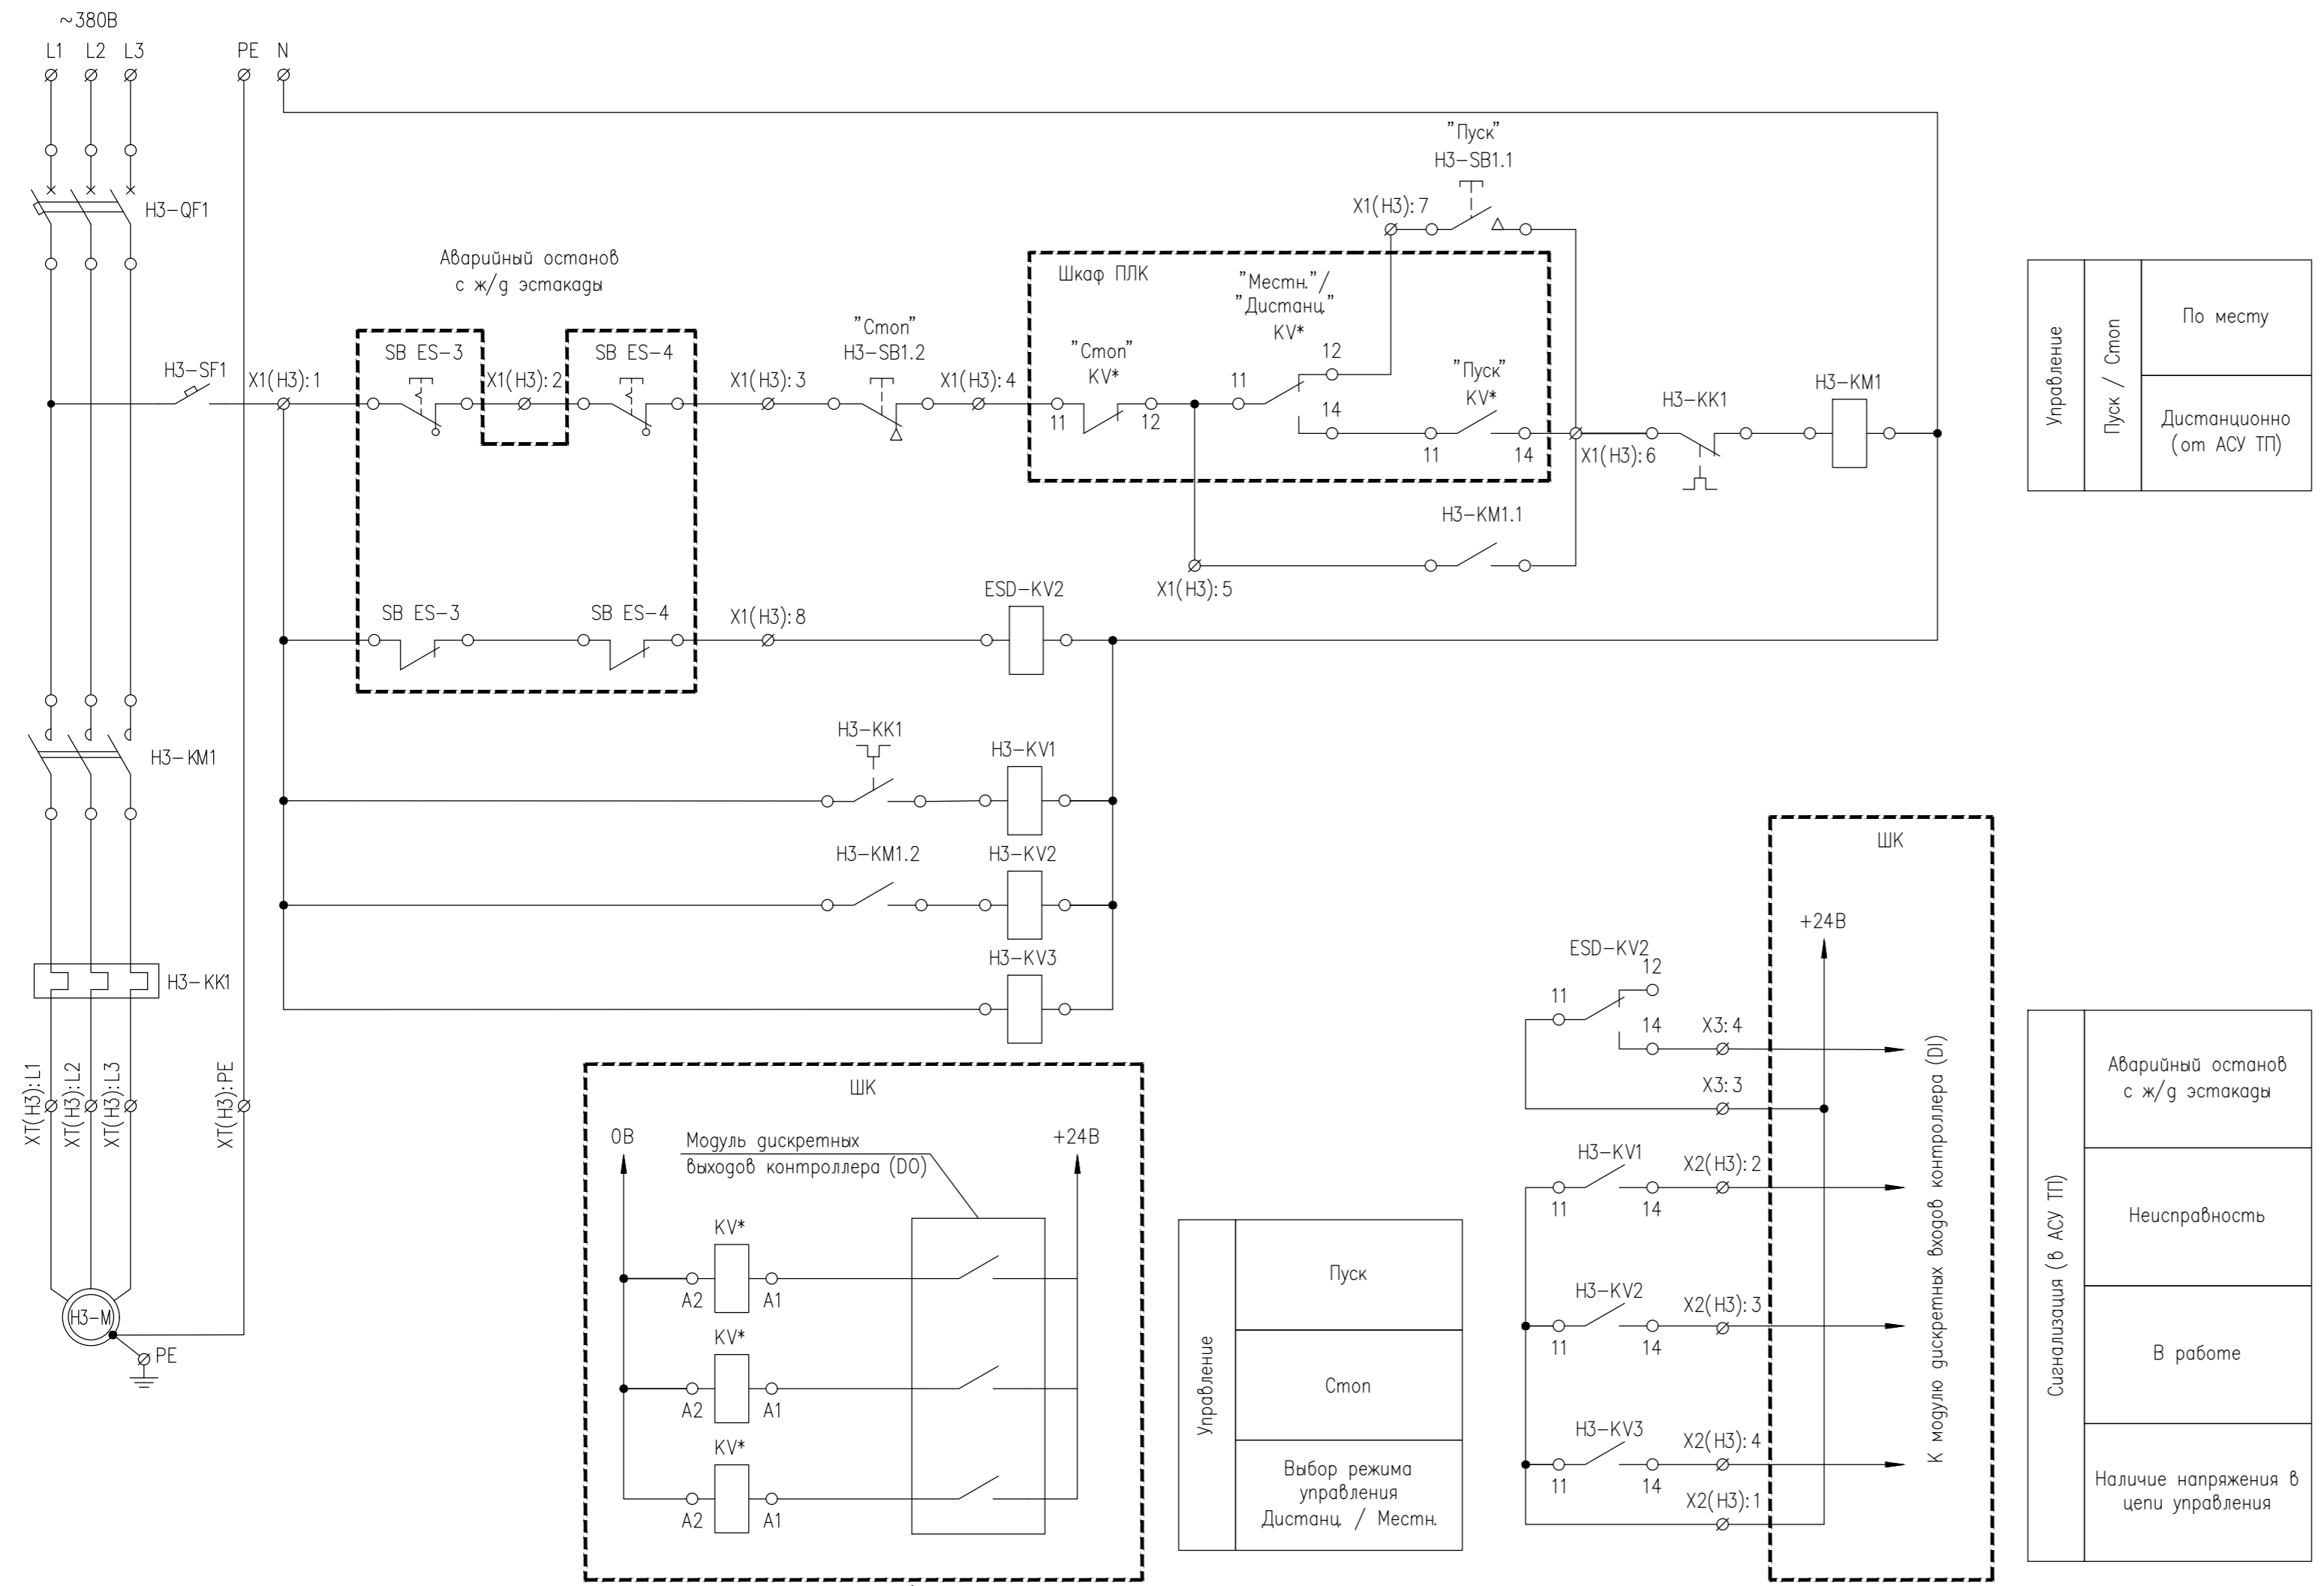 ~380В
L1 L2 L3 PE N
Н3-QF1
Н3-SF1
X1(Н3):1
Аварийный останов
с ж/д эстакады
SB ES-3
X1(Н3):2
SB ES-4
X1(Н3):3
"Стоп"
Н3-SB1.2
X1(Н3):4
Шкаф ПЛК
"Стоп"
KV*
11
12
"Местн."/
"Дистанц."
KV*
11
12
14
X1(Н3):7
"Пуск"
Н3-SB1.1
"Пуск"
KV*
11
14
X1(Н3):6
Н3-KK1
Н3-KM1
Н3-KM1.1
X1(Н3):5
SB ES-3
SB ES-4
X1(Н3):8
ESD-KV2
Н3-KK1
Н3-KV1
Н3-KM1.2
Н3-KV2
Н3-KV3
Н3-KM1
Н3-KK1
XT(Н3):L1
XT(Н3):L2
XT(Н3):L3
XT(Н3):PE
Н3-М
PE
Управление
Пуск / Стоп
По месту
Дистанционно
(от АСУ ТП)
ШК
0В
Модуль дискретных
выходов контроллера (DO)
+24В
KV*
A2
A1
KV*
A2
A1
KV*
A2
A1
Управление
Пуск
Стоп
Выбор режима
управления
Дистанц. / Местн.
ШК
+24В
ESD-KV2
12
11
14
X3:4
X3:3
Н3-KV1
11
14
X2(Н3):2
Н3-KV2
11
14
X2(Н3):3
Н3-KV3
11
14
X2(Н3):4
X2(Н3):1
К модулю дискретных входов контроллера (DI)
Сигнализация (в АСУ ТП)
Аварийный останов
с ж/д эстакады
Неисправность
В работе
Наличие напряжения в
цепи управления